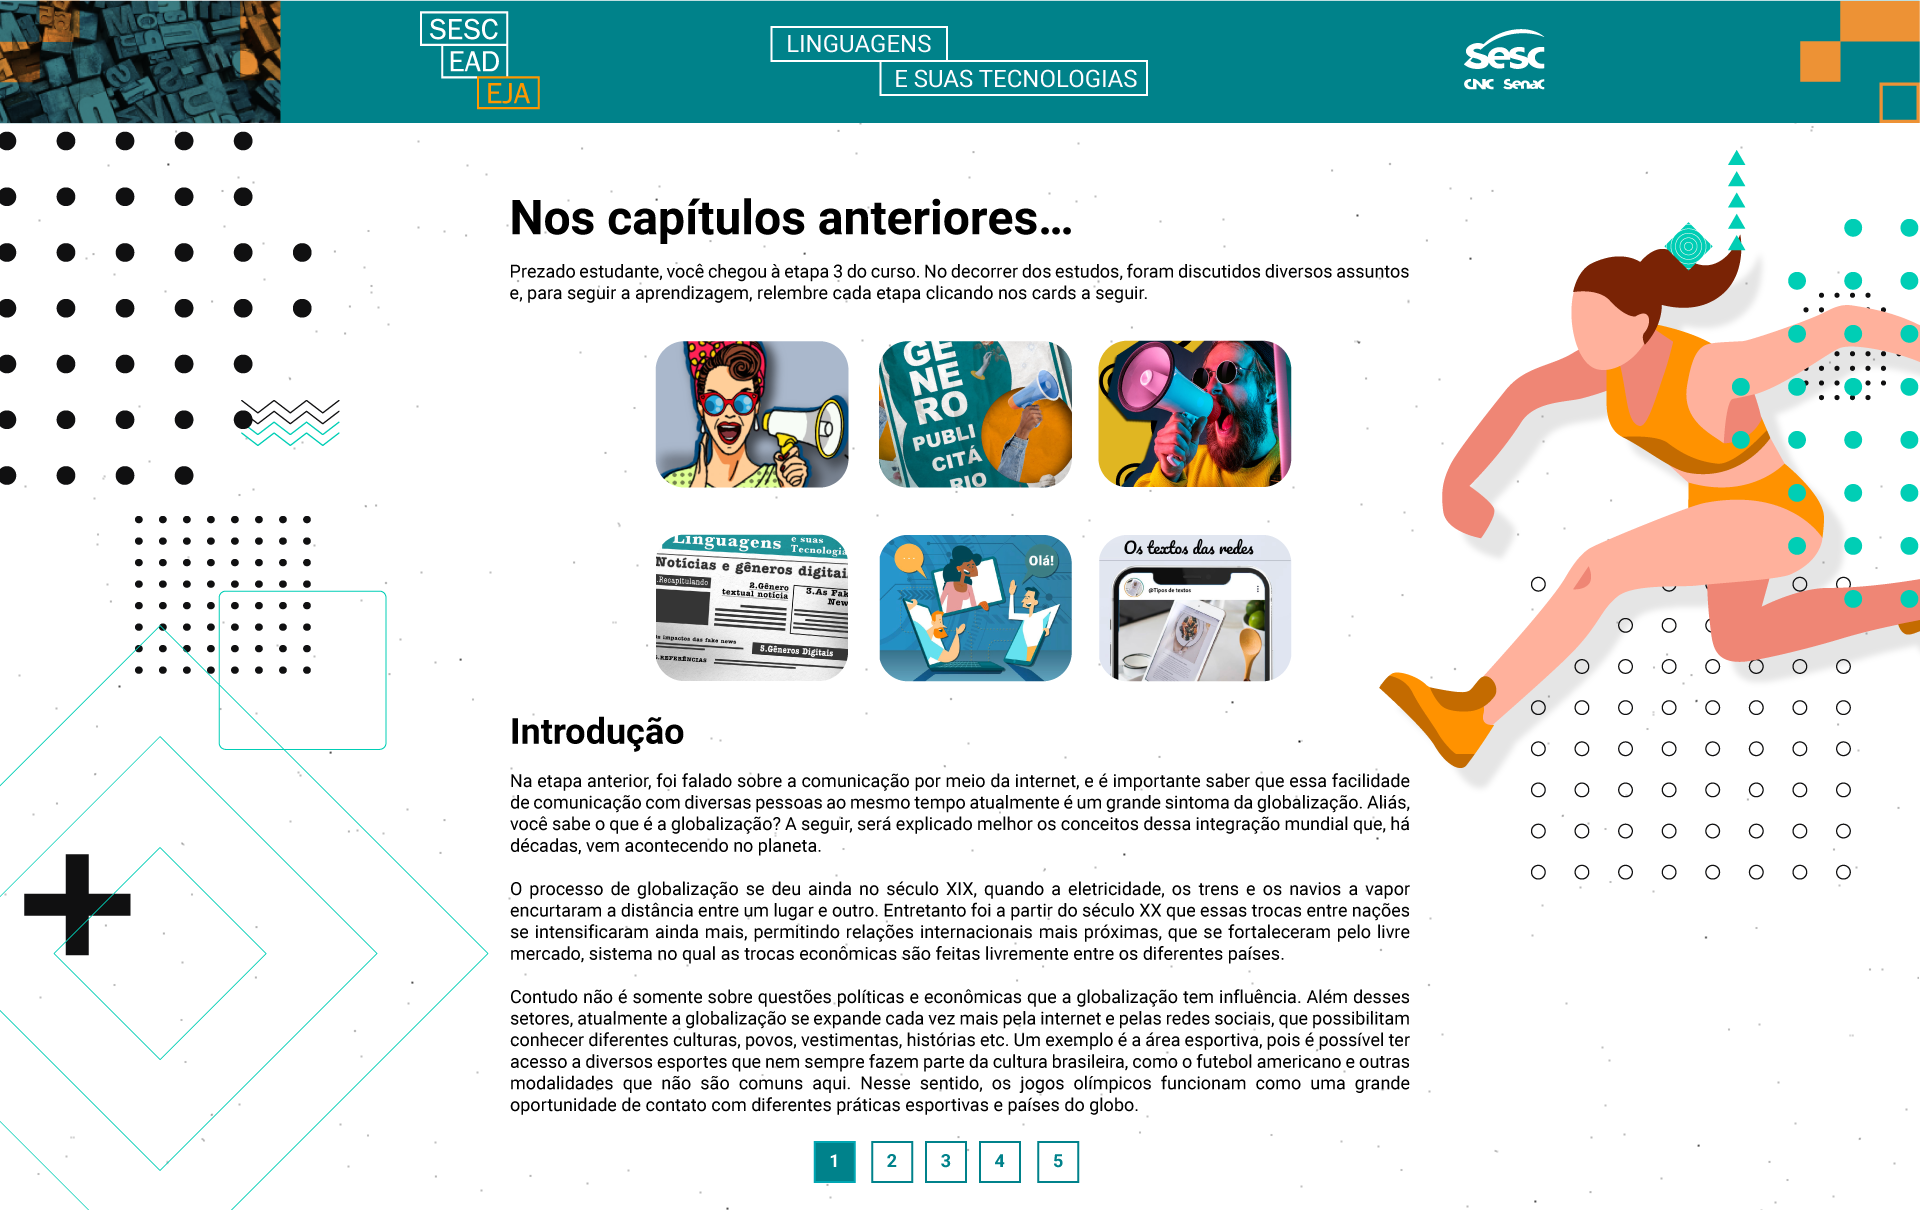 SESC
EAD
EJA
LINGUAGENS
E SUAS TECNOLOGIAS
Sesc
CNC Senac
Nos capítulos anteriores...
Prezado estudante, você chegou à etapa 3 do curso. No decorrer dos estudos, foram discutidos diversos assuntos
e, para seguir a aprendizagem, relembre cada etapa clicando nos cards a seguir.
GE
NE
RO
PUBLI
CITÁ
RIO
Linguagens e suas
Tecnologia
Notícias e gêneros digitai
.Recapitulando
2.Gênero
textual notícia
3.As Fak
New
s impactos das fake news
5.Gêneros Digitais
.REFERÊNCIAS
...
Olá!
Os textos das redes
@Tipos de textos
Introdução
Na etapa anterior, foi falado sobre a comunicação por meio da internet, e é importante saber que essa facilidade
de comunicação com diversas pessoas ao mesmo tempo atualmente é um grande sintoma da globalização. Aliás,
você sabe o que é a globalização? A seguir, será explicado melhor os conceitos dessa integração mundial que, há
décadas, vem acontecendo no planeta.
O processo de globalização se deu ainda no século XIX, quando a eletricidade, os trens e os navios a vapor
encurtaram a distância entre um lugar e outro. Entretanto foi a partir do século XX que essas trocas entre nações
se intensificaram ainda mais, permitindo relações internacionais mais próximas, que se fortaleceram pelo livre
mercado, sistema no qual as trocas econômicas são feitas livremente entre os diferentes países.
Contudo não é somente sobre questões políticas e econômicas que a globalização tem influência. Além desses
setores, atualmente a globalização se expande cada vez mais pela internet e pelas redes sociais, que possibilitam
conhecer diferentes culturas, povos, vestimentas, histórias etc. Um exemplo é a área esportiva, pois é possível ter
acesso a diversos esportes que nem sempre fazem parte da cultura brasileira, como o futebol americano e outras
modalidades que não são comuns aqui. Nesse sentido, os jogos olímpicos funcionam como uma grande
oportunidade de contato com diferentes práticas esportivas e países do globo.
1 2 3 4 5